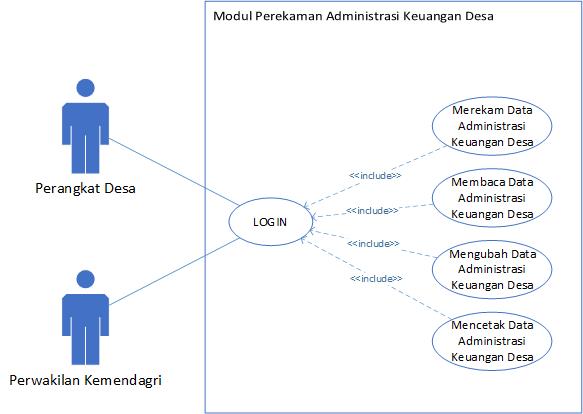 Modul Perekaman Administrasi Keuangan Desa
Perangkat Desa
Perwakilan Kemendagri
LOGIN
<<include>>
<<include>>
<<include>>
<<include>>
Merekam Data
Administrasi
Keuangan Desa
Membaca Data
Administrasi
Keuangan Desa
Mengubah Data
Administrasi
Keuangan Desa
Mencetak Data
Administrasi
Keuangan Desa